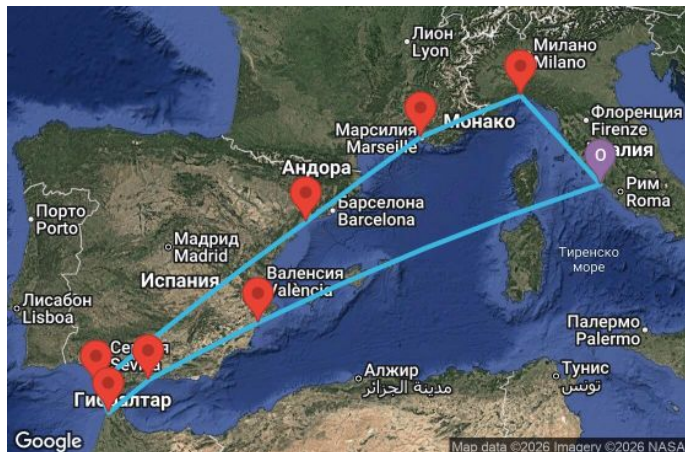 Лион
Lyon
Милано
Milano
Марсилия
Marseille
Монако
Флоренция
Firenze
О
Рим
Roma
Андора
Барселона
Barcelona
Порто
Porto
Мадрид
Madrid
Испания
Валенсия
València
Тиренско
море
Лисабон
Lisboa
Палермо
Palermo
Гибралтар
Алжир
مدينة الجزائر
Тунис
تونس
Google
Map data ©2026 Imagery ©2026 NASA